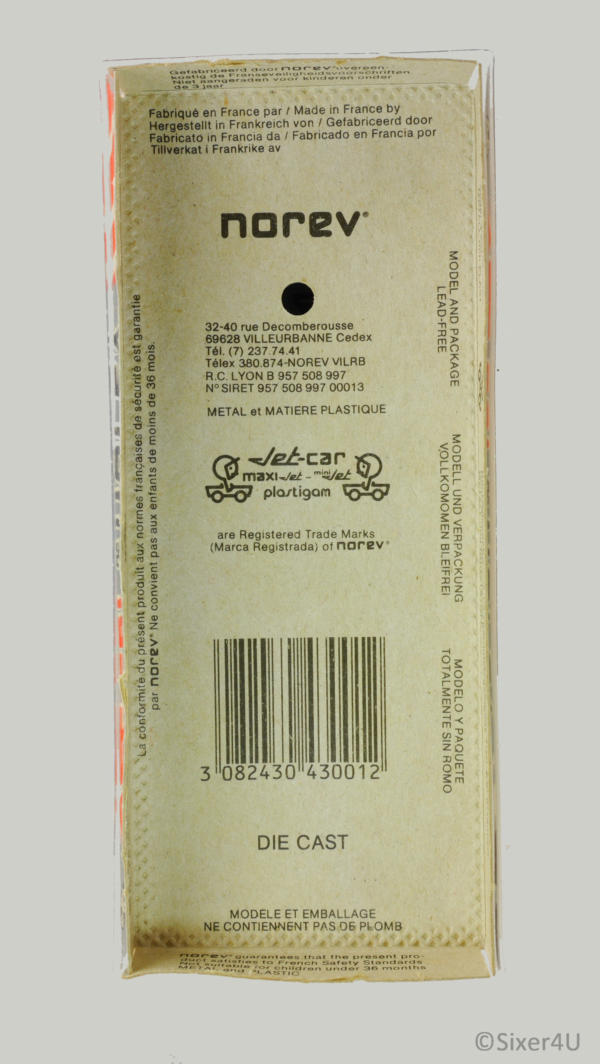 Gefabriceerd door norev overeen-
kostig de Franseveiligheidsvoorschriften
Niet aangeraden voor kinderen onder
de 3 jaar
Fabriqué en France par / Made in France by
Hergestellt in Frankreich von / Gefabriceerd door
Fabricato in Francia da / Fabricado en Francia por
Tillverkat i Frankrike av
norev®
32-40 rue Decomberousse
69628 VILLEURBANNE Cedex
Tél. (7) 237.74.41
Télex 380.874-NOREV VILRB
R.C. LYON B 957 508 997
N° SIRET 957 508 997 00013
METAL et MATIERE PLASTIQUE
Jet-car
maxi-Jet - mini-Jet
plastigam
are Registered Trade Marks
(Marca Registrada) of norev®
3 082430 430012
DIE CAST
MODELE ET EMBALLAGE
NE CONTIENNENT PAS DE PLOMB
norev® guarantees that the present pro-
duct satisfies to French Safety Standards
Not suitable for children under 36 months
METAL and PLASTIC
La conformité du présent produit aux normes françaises de sécurité est garantie
par norev® Ne convient pas aux enfants de moins de 36 mois.
MODEL AND PACKAGE
LEAD-FREE
MODELL UND VERPACKUNG
VOLLKOMOMEN BLEIFREI
MODELO Y PAQUETE
TOTALMENTE SIN ROMO
©Sixer4U